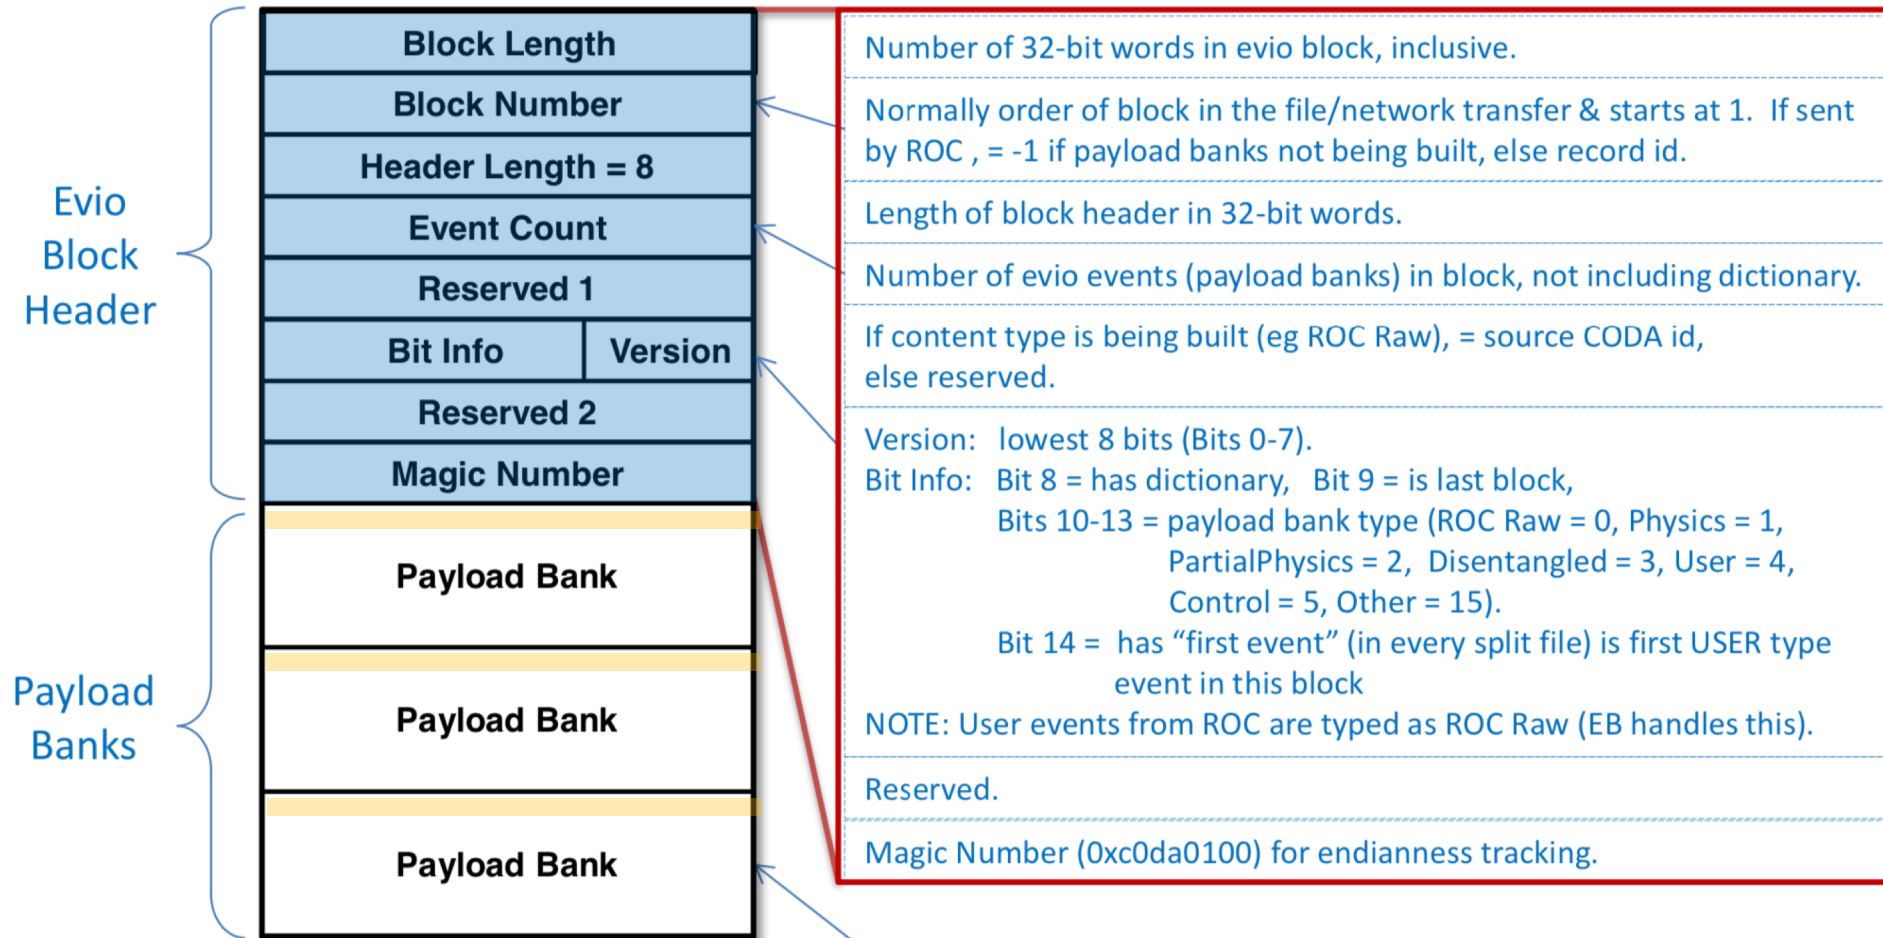 Evio
Block
Header
Block Length
Block Number
Header Length = 8
Event Count
Reserved 1
Bit Info
Version
Reserved 2
Magic Number
Payload
Banks
Payload Bank
Payload Bank
Payload Bank
Number of 32-bit words in evio block, inclusive.
Normally order of block in the file/network transfer & starts at 1.  If sent
by ROC , = -1 if payload banks not being built, else record id.
Length of block header in 32-bit words.
Number of evio events (payload banks) in block, not including dictionary.
If content type is being built (eg ROC Raw), = source CODA id,
else reserved.
Version:   lowest 8 bits (Bits 0-7).
Bit Info:   Bit 8 = has dictionary,   Bit 9 = is last block,
Bits 10-13 = payload bank type (ROC Raw = 0, Physics = 1,
PartialPhysics = 2,  Disentangled = 3, User = 4,
Control = 5, Other = 15).
Bit 14 =  has “first event” (in every split file) is first USER type
event in this block
NOTE: User events from ROC are typed as ROC Raw (EB handles this).
Reserved.
Magic Number (0xc0da0100) for endianness tracking.